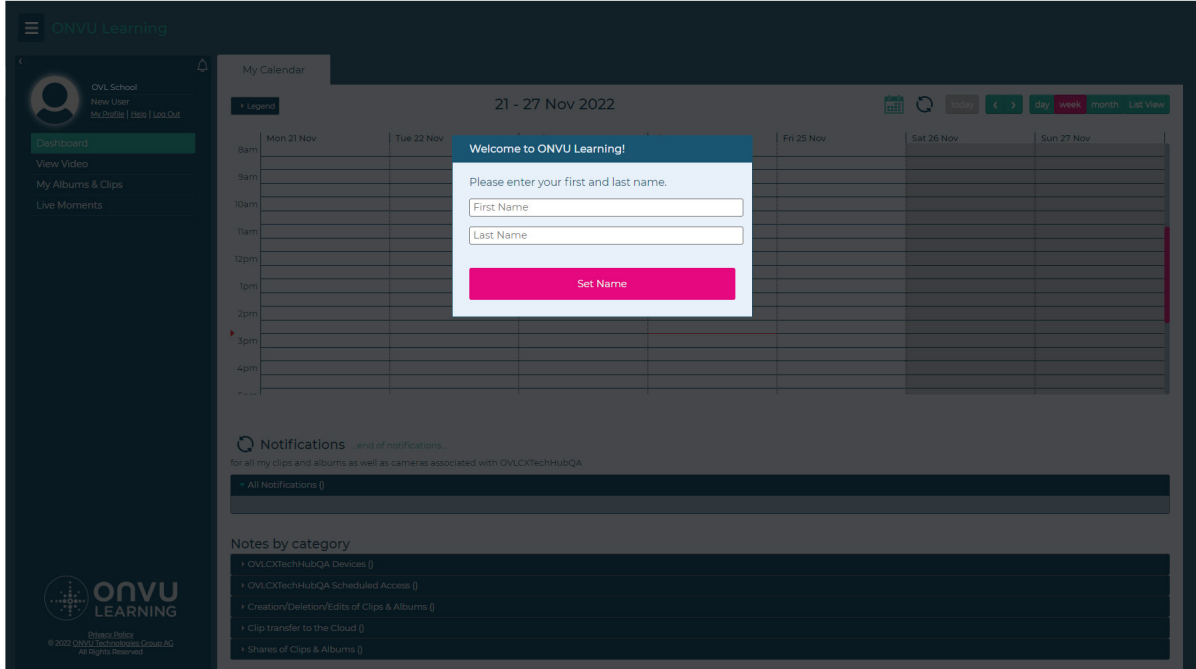 ONVU Learning
OVL School
New User
My Profile | Help | Log Out
Dashboard
View Video
My Albums & Clips
Live Moments
My Calendar
Legend
21 - 27 Nov 2022
today
day week month List View
Mon 21 Nov
Tue 22 Nov
Fri 25 Nov
Sat 26 Nov
Sun 27 Nov
8am
9am
10am
11am
12pm
1pm
2pm
3pm
4pm
Welcome to ONVU Learning!
Please enter your first and last name.
First Name
Last Name
Set Name
Notifications ...end of notifications...
for all my clips and albums as well as cameras associated with OVLCXTechHubQA
All Notifications ()
Notes by category
OVLCXTechHubQA Devices ()
OVLCXTechHubQA Scheduled Access ()
Creation/Deletion/Edits of Clips & Albums ()
Clip transfer to the Cloud ()
Shares of Clips & Albums ()
onvu
LEARNING
Privacy Policy
© 2022 ONVU Technologies Group AG
All Rights Reserved